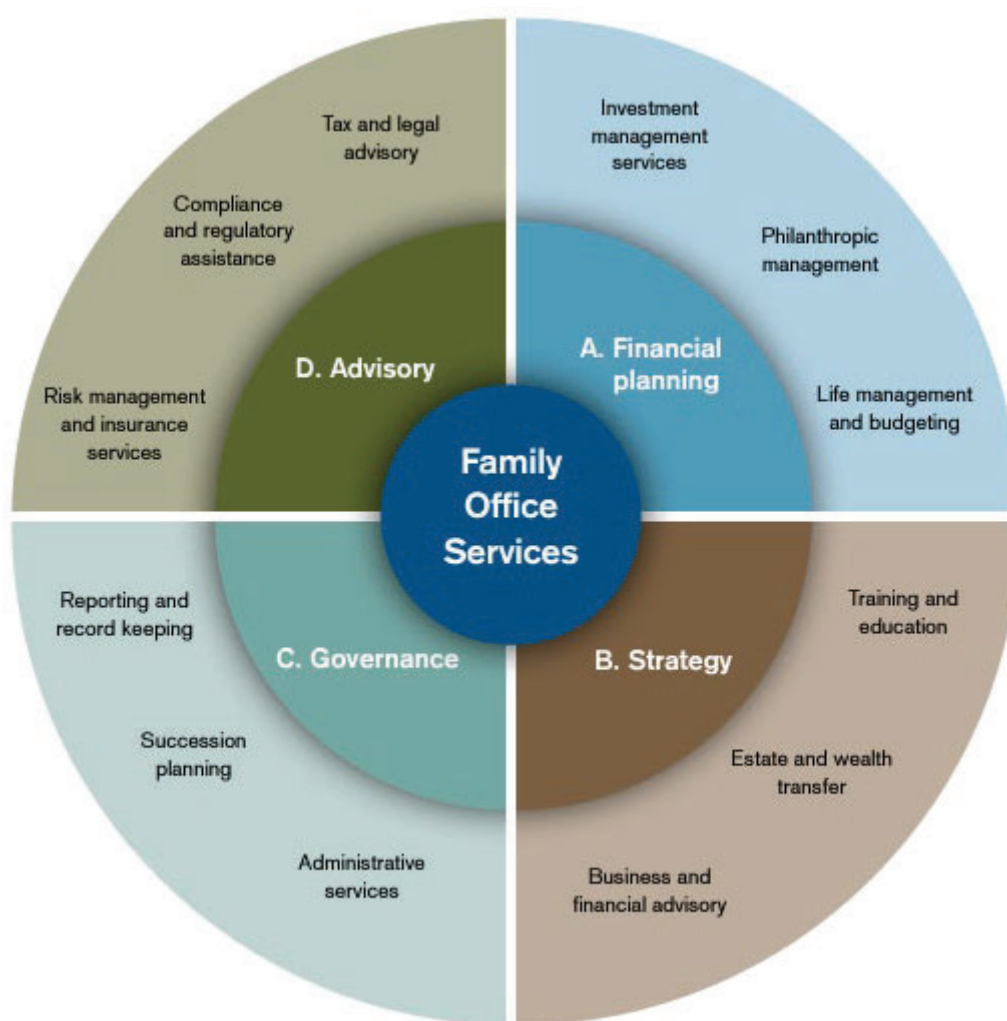 Family
Office
Services
A. Financial
planning
Investment
management
services
Philanthropic
management
Life management
and budgeting
B. Strategy
Training and
education
Estate and wealth
transfer
Business and
financial advisory
C. Governance
Administrative
services
Succession
planning
Reporting and
record keeping
D. Advisory
Risk management
and insurance
services
Compliance
and regulatory
assistance
Tax and legal
advisory